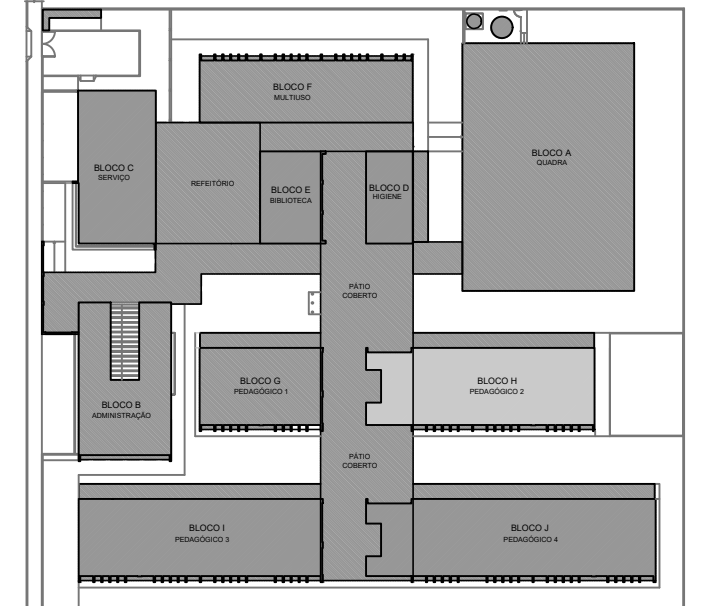 BLOCO F
MULTIUSO
BLOCO A
QUADRA
BLOCO C
SERVIÇO
REFEITÓRIO
BLOCO E
BIBLIOTECA
BLOCO D
HIGIENE
PÁTIO
COBERTO
BLOCO G
PEDAGÓGICO 1
BLOCO H
PEDAGÓGICO 2
BLOCO B
ADMINISTRAÇÃO
PÁTIO
COBERTO
BLOCO I
PEDAGÓGICO 3
BLOCO J
PEDAGÓGICO 4